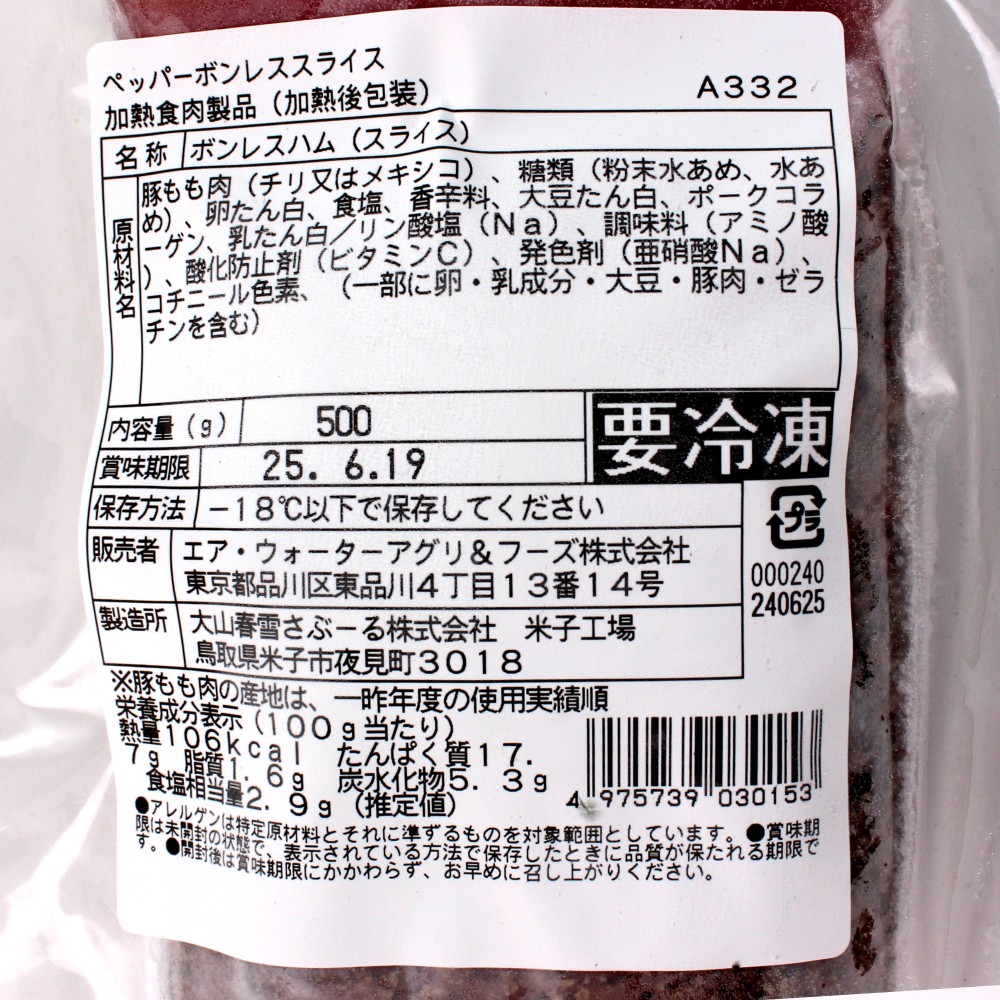 ペッパーボンレススライス
加熱食肉製品（加熱後包装）　A332
名称　ボンレスハム（スライス）
原材料名
豚もも肉（チリ又はメキシコ）、糖類（粉末水あめ、水あ
め）、卵たん白、食塩、香辛料、大豆たん白、ポークコラ
ーゲン、乳たん白／リン酸塩（Na）、調味料（アミノ酸
）、酸化防止剤（ビタミンC）、発色剤（亜硝酸Na）、
コチニール色素、（一部に卵・乳成分・大豆・豚肉・ゼラ
チンを含む）
内容量（g）　500
要冷凍
賞味期限　25. 6.19
保存方法　－18℃以下で保存してください
プラ
販売者　エア・ウォーターアグリ＆フーズ株式会社
東京都品川区東品川4丁目13番14号
000240
240625
製造所　大山春雪さぶーる株式会社　米子工場
鳥取県米子市夜見町3018
※豚もも肉の産地は、一昨年度の使用実績順
栄養成分表示（100g当たり）
熱量106kcal　たんぱく質17.
7g　脂質1.6g　炭水化物5.3g
食塩相当量2.9g（推定値）
4 975739 030153
●アレルゲンは特定原材料とそれに準ずるものを対象範囲としています。●賞味期
限は未開封の状態で、表示されている方法で保存したときに品質が保たれる期限で
す。●開封後は賞味期限にかかわらず、お早めに召し上がりください。